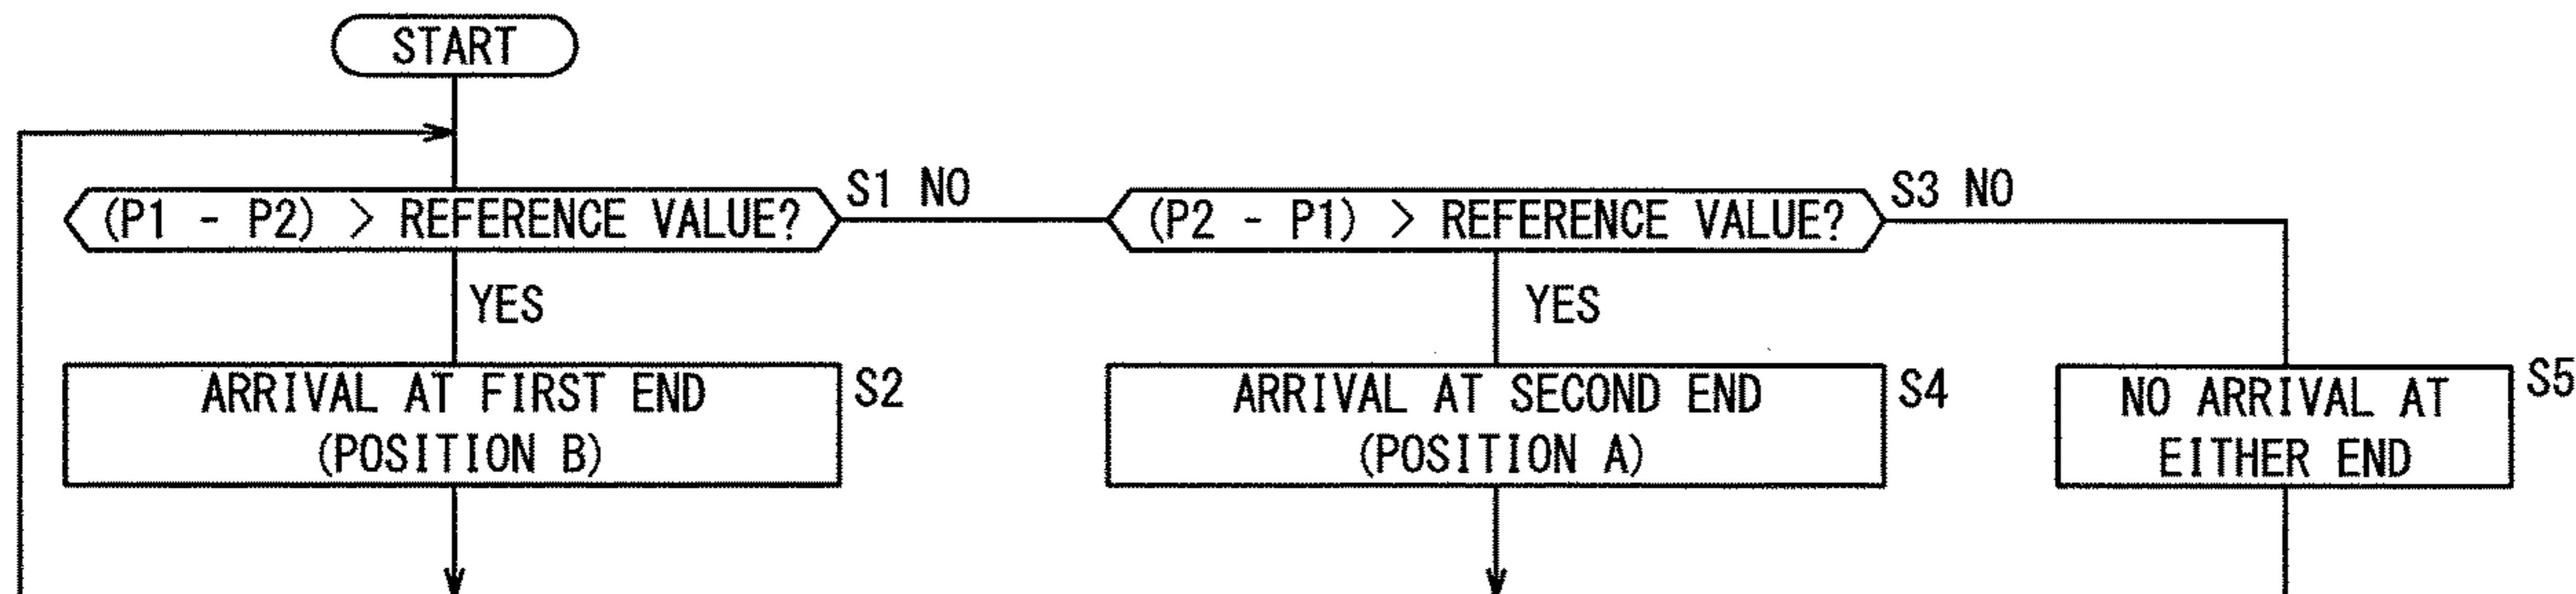 START
(P1 - P2) > REFERENCE VALUE?
S1 NO
(P2 - P1) > REFERENCE VALUE?
S3 NO
YES
YES
ARRIVAL AT FIRST END
(POSITION B)
S2
ARRIVAL AT SECOND END
(POSITION A)
S4
NO ARRIVAL AT
EITHER END
S5